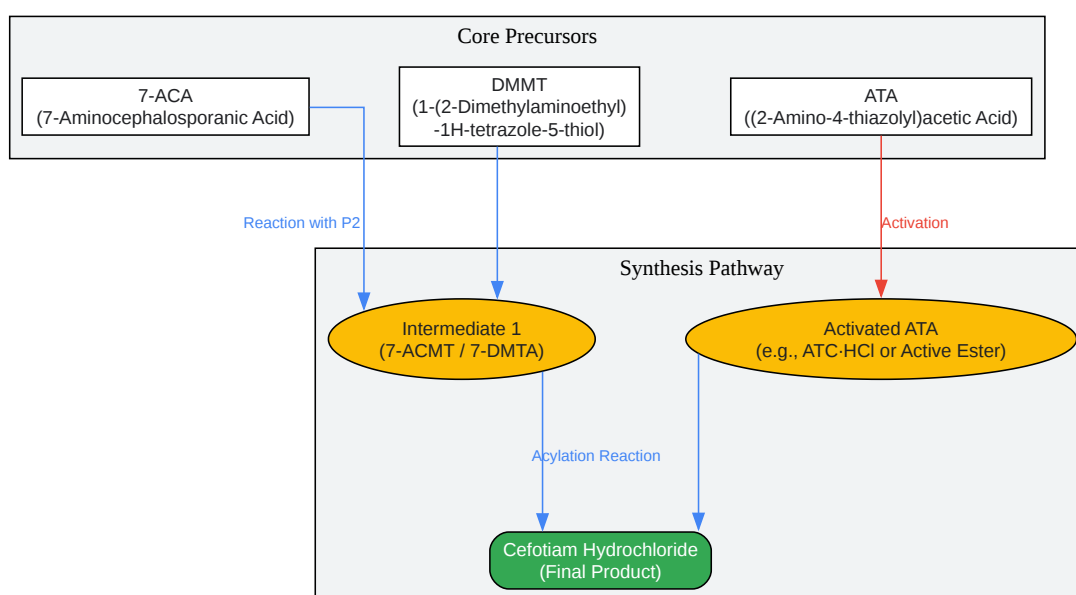 Core Precursors
7-ACA
(7-Aminocephalosporanic Acid)
DMMT
(1-(2-Dimethylaminoethyl)
-1H-tetrazole-5-thiol)
ATA
((2-Amino-4-thiazolyl)acetic Acid)
Reaction with P2
Activation
Synthesis Pathway
Intermediate 1
(7-ACMT / 7-DMTA)
Activated ATA
(e.g., ATC·HCl or Active Ester)
Acylation Reaction
Cefotiam Hydrochloride
(Final Product)